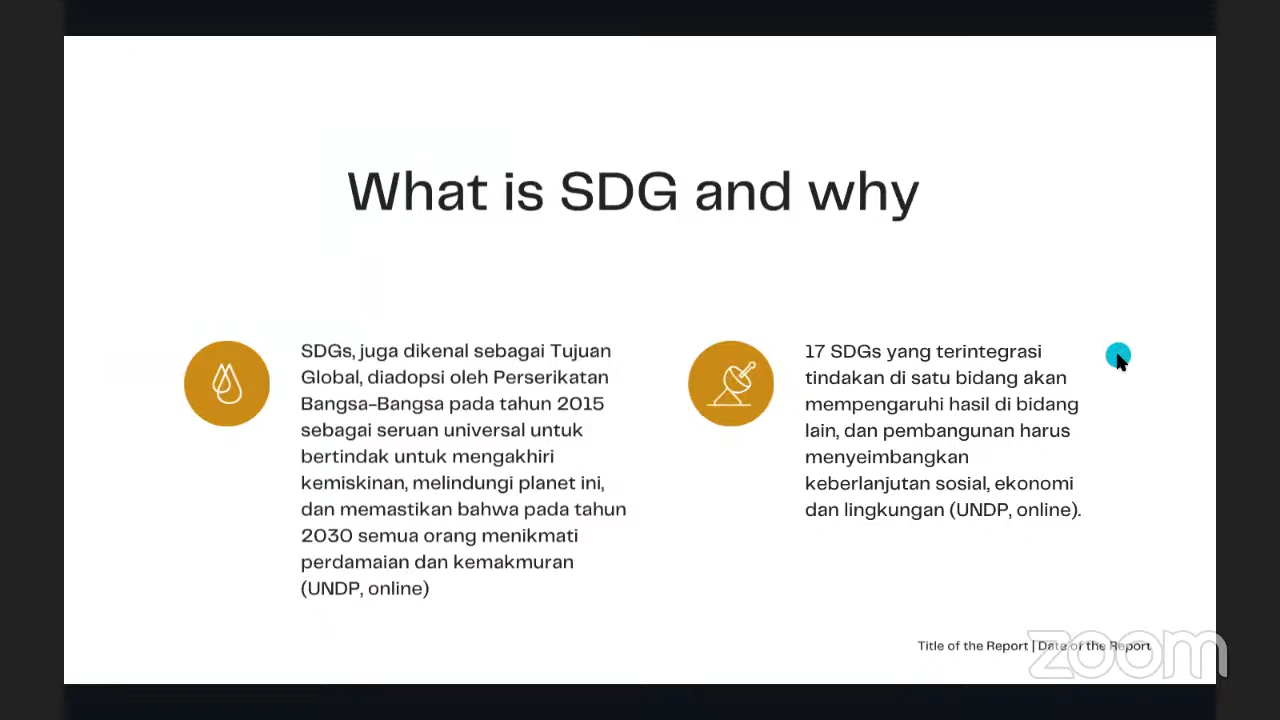 What is SDG and why
SDGs, juga dikenal sebagai Tujuan
Global, diadopsi oleh Perserikatan
Bangsa-Bangsa pada tahun 2015
sebagai seruan universal untuk
bertindak untuk mengakhiri
kemiskinan, melindungi planet ini,
dan memastikan bahwa pada tahun
2030 semua orang menikmati
perdamaian dan kemakmuran
(UNDP, online)
17 SDGs yang terintegrasi
tindakan di satu bidang akan
mempengaruhi hasil di bidang
lain, dan pembangunan harus
menyeimbangkan
keberlanjutan sosial, ekonomi
dan lingkungan (UNDP, online).
Title of the Report | Date of the Report
zoom